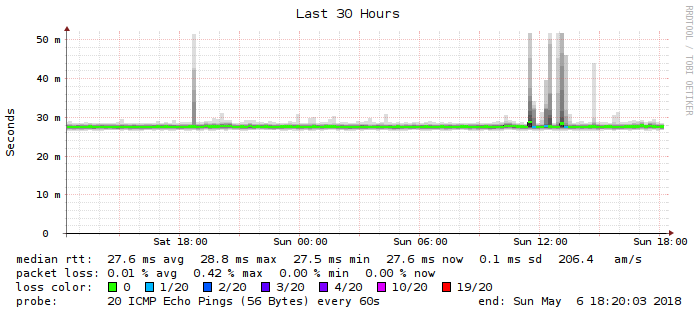 Last 30 Hours
RRDTOOL / TOBI OETIKER
Seconds
50 m
40 m
30 m
20 m
10 m
0
Sat 18:00 Sun 00:00 Sun 06:00 Sun 12:00 Sun 18:00
median rtt: 27.6 ms avg 28.8 ms max 27.5 ms min 27.6 ms now 0.1 ms sd 206.4 am/s
packet loss: 0.01 % avg 0.42 % max 0.00 % min 0.00 % now
loss color: 0 1/20 2/20 3/20 4/20 10/20 19/20
probe: 20 ICMP Echo Pings (56 Bytes) every 60s end: Sun May 6 18:20:03 2018